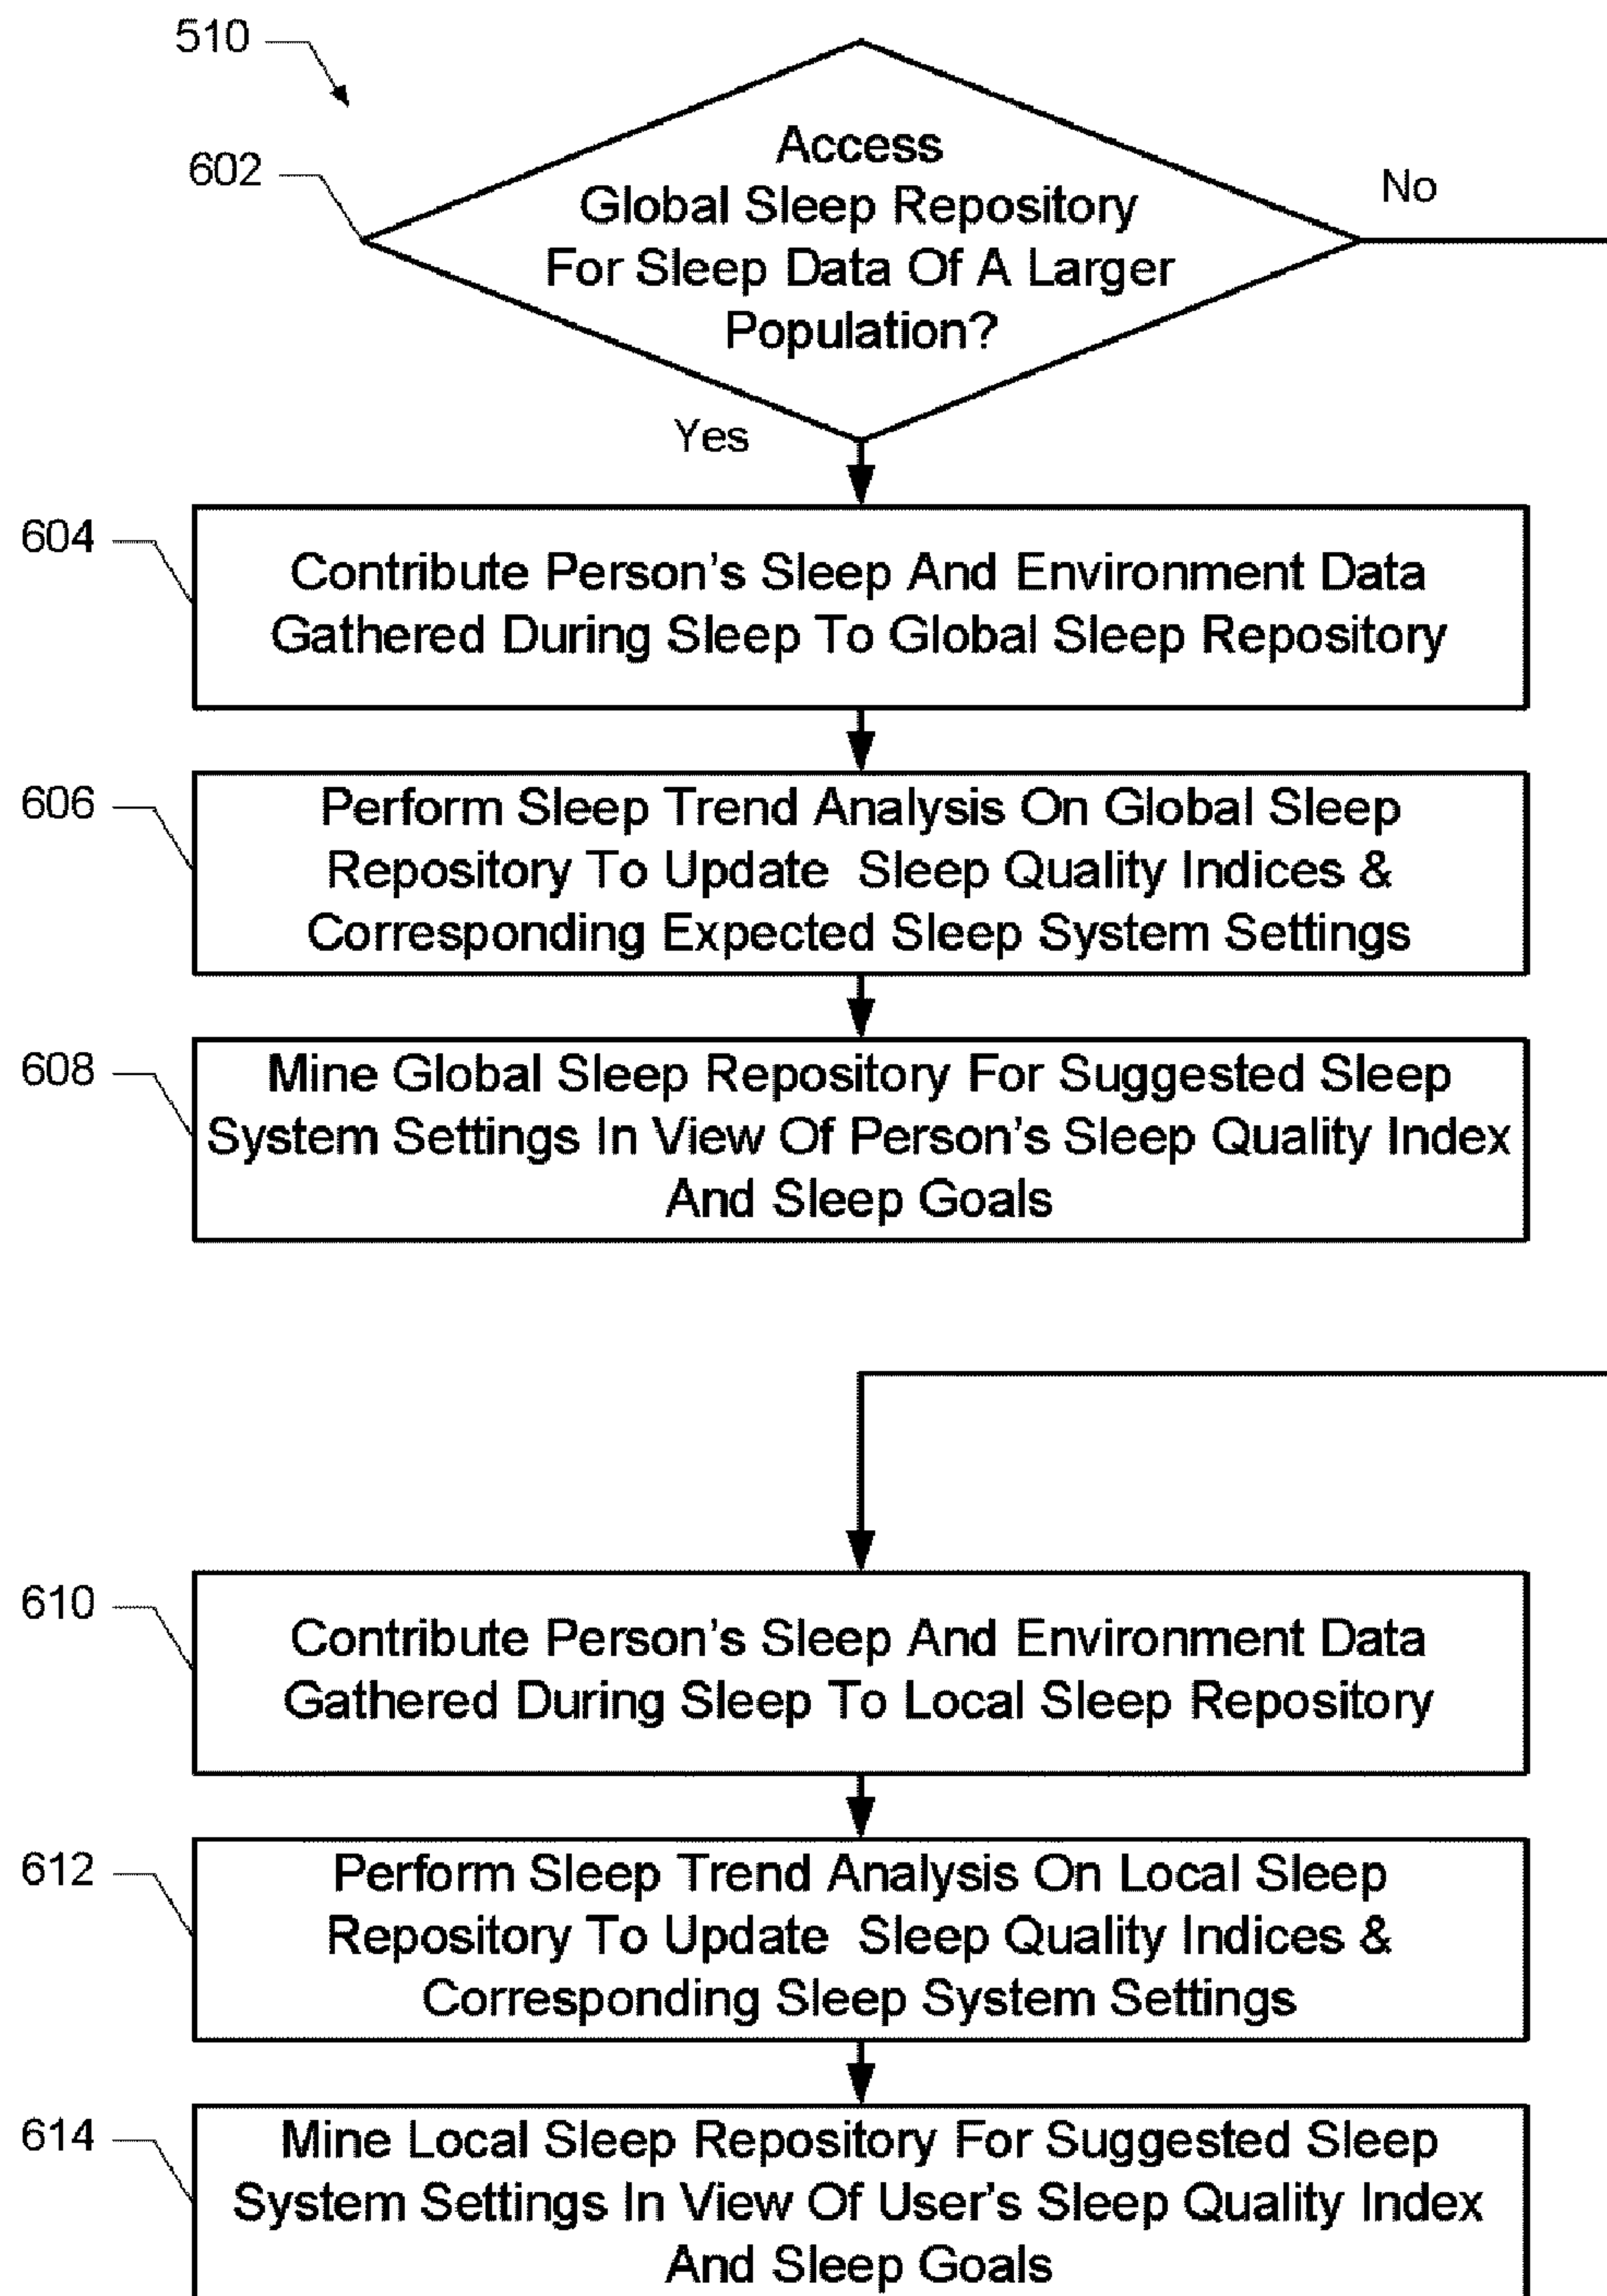 510
602
Access
Global Sleep Repository
For Sleep Data Of A Larger
Population?
No
Yes
604
Contribute Person's Sleep And Environment Data
Gathered During Sleep To Global Sleep Repository
606
Perform Sleep Trend Analysis On Global Sleep
Repository To Update Sleep Quality Indices &
Corresponding Expected Sleep System Settings
608
Mine Global Sleep Repository For Suggested Sleep
System Settings In View Of Person's Sleep Quality Index
And Sleep Goals
610
Contribute Person's Sleep And Environment Data
Gathered During Sleep To Local Sleep Repository
612
Perform Sleep Trend Analysis On Local Sleep
Repository To Update Sleep Quality Indices &
Corresponding Sleep System Settings
614
Mine Local Sleep Repository For Suggested Sleep
System Settings In View Of User's Sleep Quality Index
And Sleep Goals